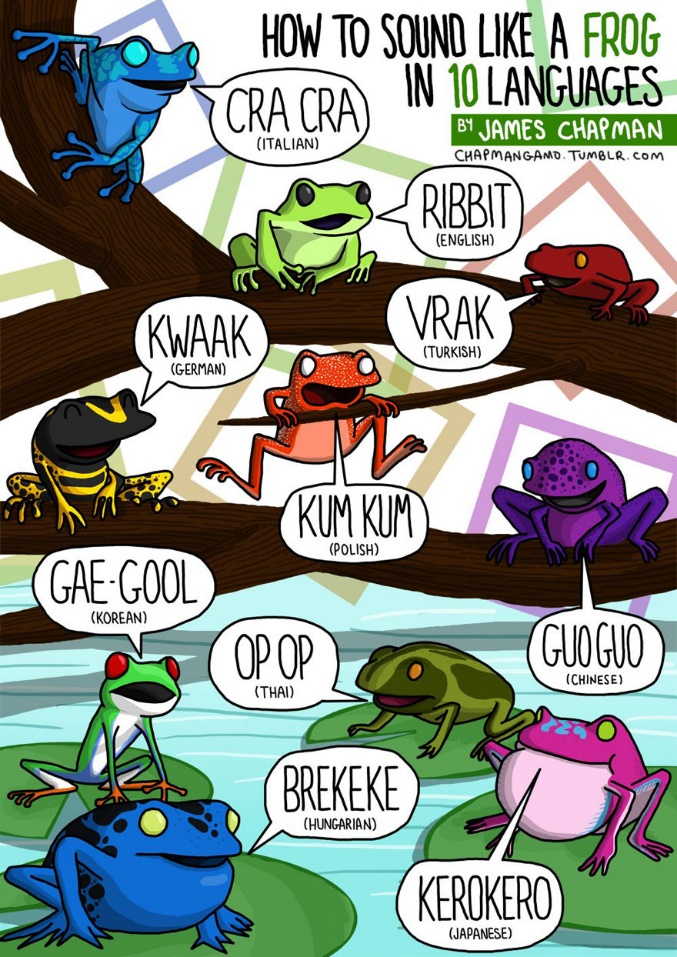 HOW TO SOUND LIKE A FROG
IN 10 LANGUAGES
BY JAMES CHAPMAN
CHAPMANGAMO.TUMBLR.COM
CRA CRA
(ITALIAN)
RIBBIT
(ENGLISH)
VRAK
(TURKISH)
KWAAK
(GERMAN)
KUM KUM
(POLISH)
GAE-GOOL
(KOREAN)
GUO GUO
(CHINESE)
OP OP
(THAI)
BREKEKE
(HUNGARIAN)
KEROKERO
(JAPANESE)